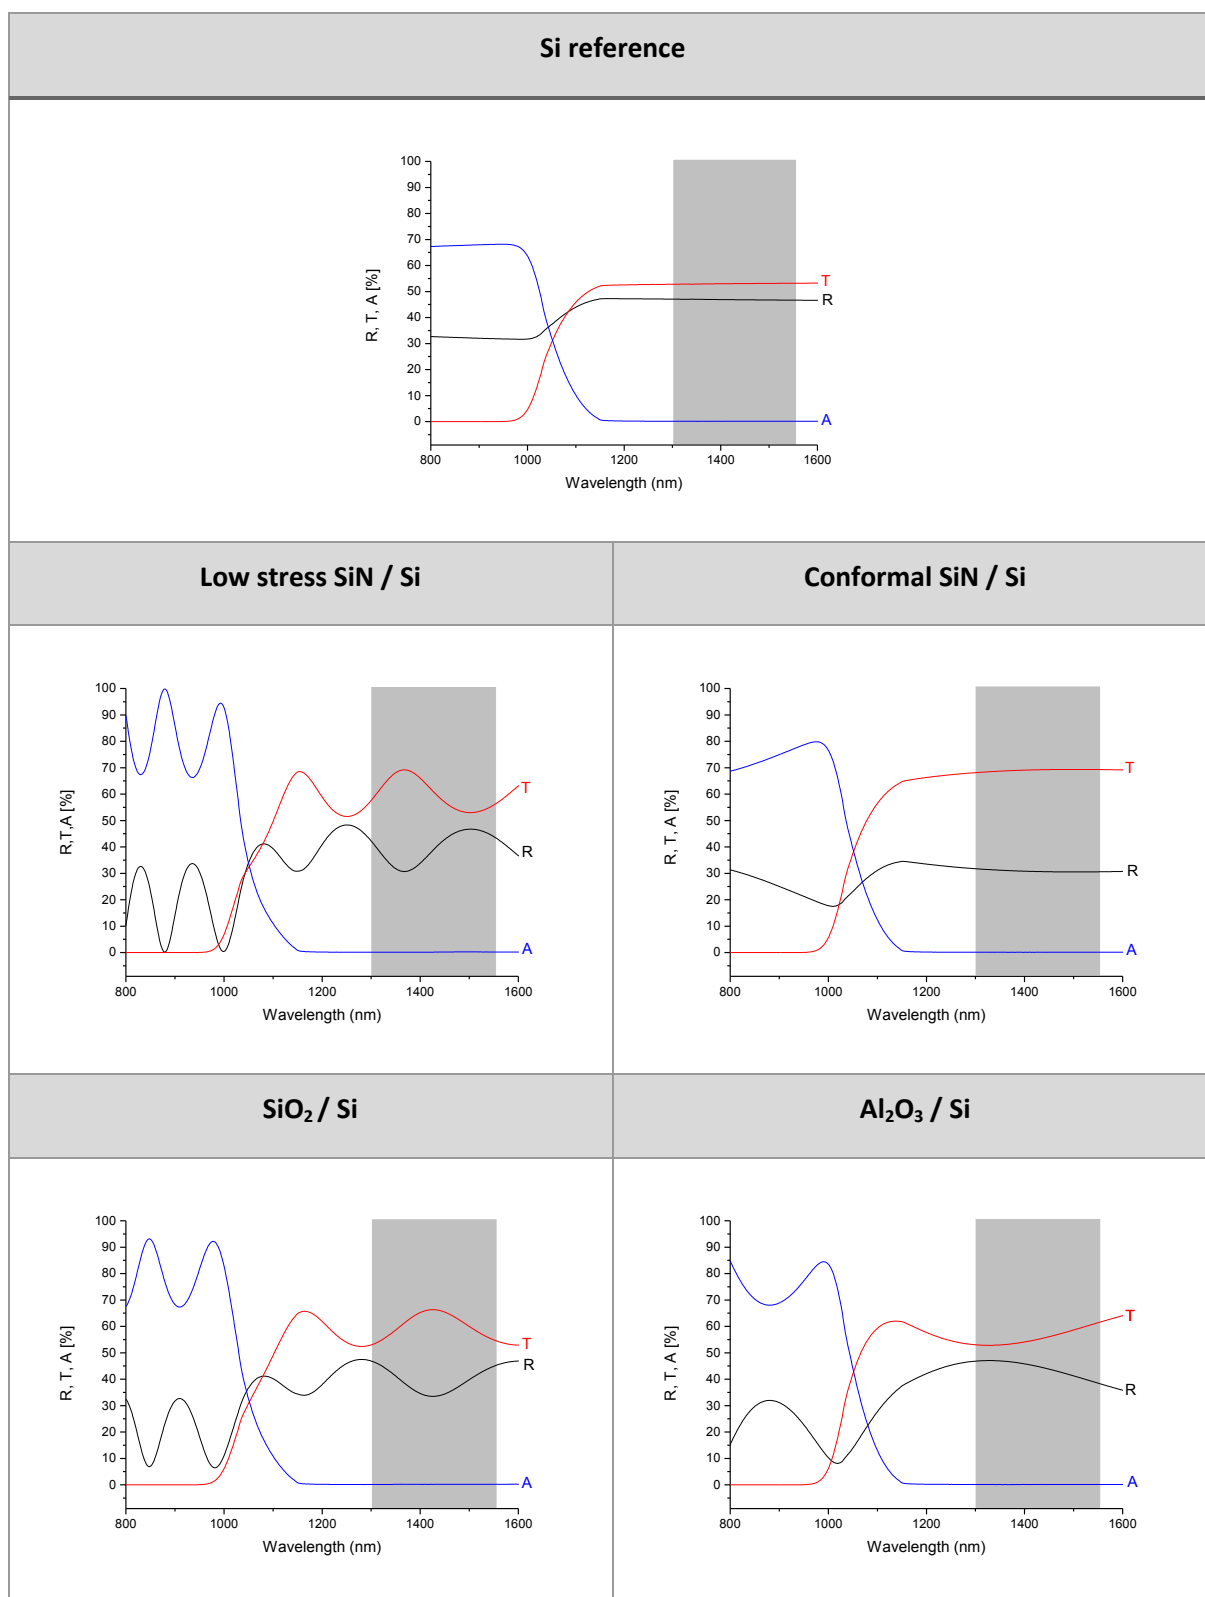 Si reference
100
90
80
70
60
50
40
30
20
10
0
R, T, A [%]
T
R
A
800 1000 1200 1400 1600
Wavelength (nm)
Low stress SiN / Si
Conformal SiN / Si
100
90
80
70
60
50
40
30
20
10
0
R,T,A [%]
T
R
A
800 1000 1200 1400 1600
Wavelength (nm)
100
90
80
70
60
50
40
30
20
10
0
R, T, A [%]
T
R
A
800 1000 1200 1400 1600
Wavelength (nm)
SiO₂ / Si
Al₂O₃ / Si
100
90
80
70
60
50
40
30
20
10
0
R, T, A [%]
T
R
A
800 1000 1200 1400 1600
Wavelength (nm)
100
90
80
70
60
50
40
30
20
10
0
R, T, A [%]
T
R
A
800 1000 1200 1400 1600
Wavelength (nm)